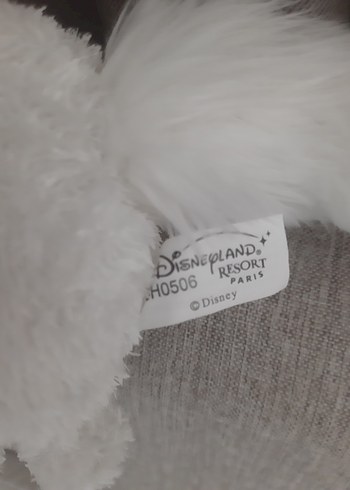 DISNEYLAND®
RESORT
PARIS
H0506
©Disney